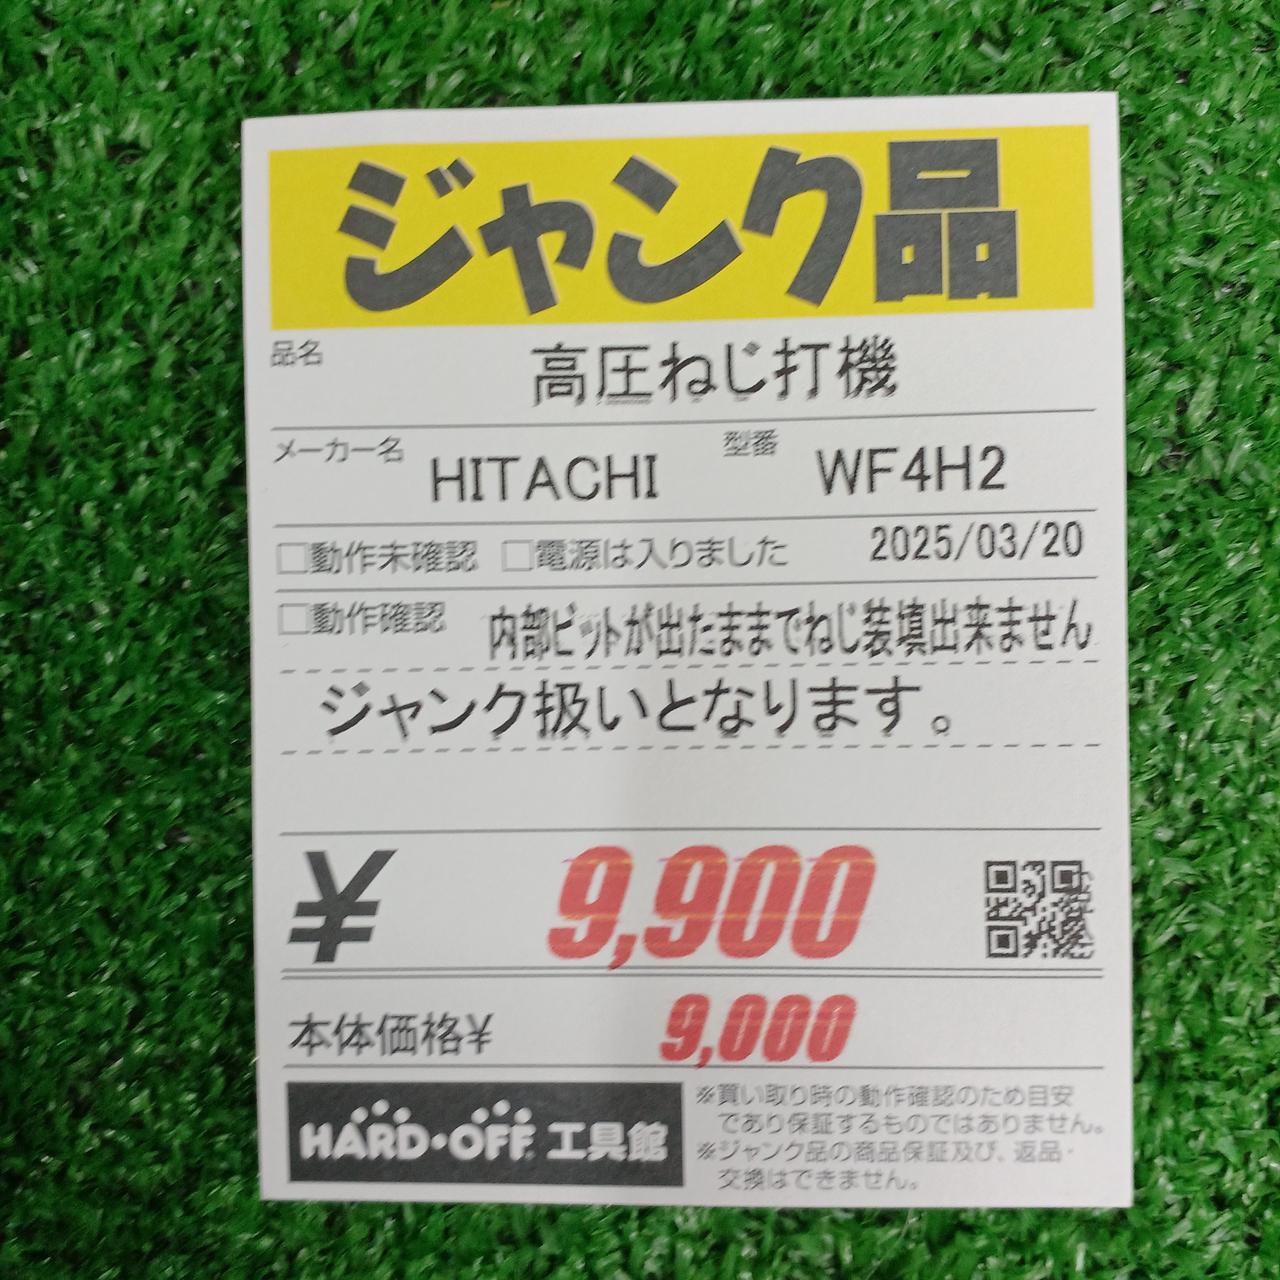 ジャンク品
品名 高圧ねじ打機
メーカー名 HITACHI 型番 WF4H2
□動作未確認 □電源は入りました 2025/03/20
□動作確認 内部ビットが出たままでねじ装填出来ません
ジャンク扱いとなります。
¥ 9,900
本体価格¥ 9,000
HARD・OFF 工具館
※買い取り時の動作確認のため目安
であり保証するものではありません。
※ジャンク品の商品保証及び、返品・
交換はできません。